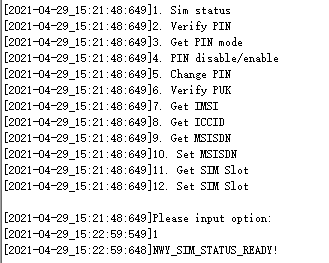 [2021-04-29_15:21:48:649]1. Sim status
[2021-04-29_15:21:48:649]2. Verify PIN
[2021-04-29_15:21:48:649]3. Get PIN mode
[2021-04-29_15:21:48:649]4. PIN disable/enable
[2021-04-29_15:21:48:649]5. Change PIN
[2021-04-29_15:21:48:649]6. Verify PUK
[2021-04-29_15:21:48:649]7. Get IMSI
[2021-04-29_15:21:48:649]8. Get ICCID
[2021-04-29_15:21:48:649]9. Get MSISDN
[2021-04-29_15:21:48:649]10. Set MSISDN
[2021-04-29_15:21:48:649]11. Get SIM Slot
[2021-04-29_15:21:48:649]12. Set SIM Slot
[2021-04-29_15:21:48:649]Please input option:
[2021-04-29_15:22:59:549]1
[2021-04-29_15:22:59:648]NWY_SIM_STATUS_READY!